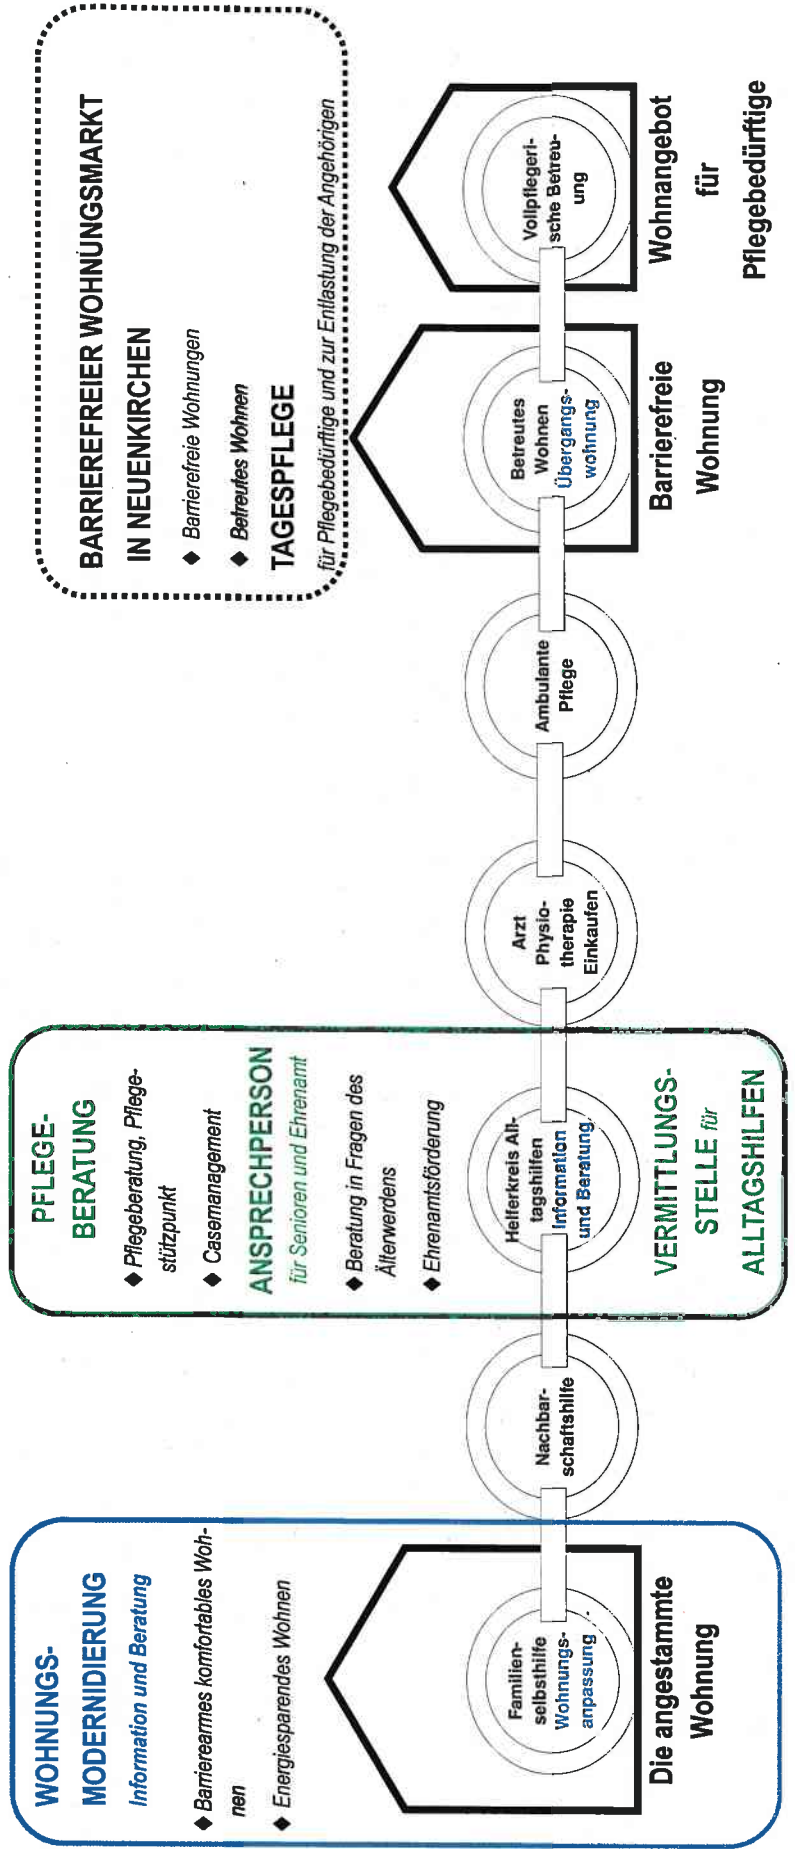 WOHNUNGS-
MODERNIDIERUNG
Information und Beratung
◆ Barrierearmes komfortables Woh-
nen
◆ Energiesparendes Wohnen
Familien-
selbsthilfe
Wohnungs-
anpassung
Die angestammte
Wohnung
Nachbar-
schaftshilfe
PFLEGE-
BERATUNG
◆ Pflegeberatung, Pflege-
stützpunkt
◆ Casemanagement
ANSPRECHPERSON
für Senioren und Ehrenamt
◆ Beratung in Fragen des
Älterwerdens
◆ Ehrenamtsförderung
Helferkreis All-
tagshilfen
Information
und Beratung
VERMITTLUNGS-
STELLE für
ALLTAGSHILFEN
Arzt
Physio-
therapie
Einkaufen
Ambulante
Pflege
BARRIEREFREIER WOHNUNGSMARKT
IN NEUENKIRCHEN
◆ Barrierefreie Wohnungen
◆ Betreutes Wohnen
TAGESPFLEGE
für Pflegebedürftige und zur Entlastung der Angehörigen
Betreutes
Wohnen
Übergangs-
wohnung
Barrierefreie
Wohnung
Vollpflegeri-
sche Betreu-
ung
Wohnangebot
für
Pflegebedürftige